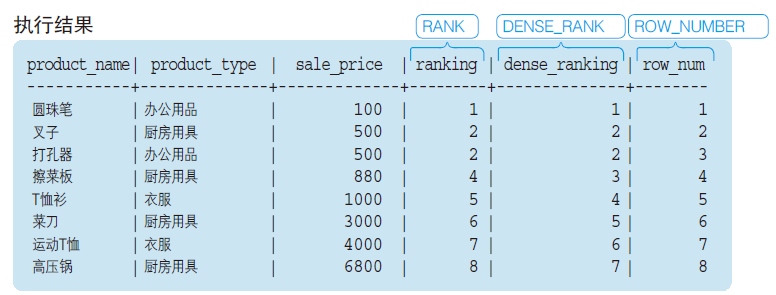 执行结果 RANK DENSE_RANK ROW_NUMBER
product_name| product_type | sale_price | ranking | dense_ranking | row_num
-----------+--------------+------------+---------+---------------+--------
圆珠笔 | 办公用品 | 100 | 1 | 1 | 1
叉子 | 厨房用具 | 500 | 2 | 2 | 2
打孔器 | 办公用品 | 500 | 2 | 2 | 3
擦菜板 | 厨房用具 | 880 | 4 | 3 | 4
T恤衫 | 衣服 | 1000 | 5 | 4 | 5
菜刀 | 厨房用具 | 3000 | 6 | 5 | 6
运动T恤 | 衣服 | 4000 | 7 | 6 | 7
高压锅 | 厨房用具 | 6800 | 8 | 7 | 8